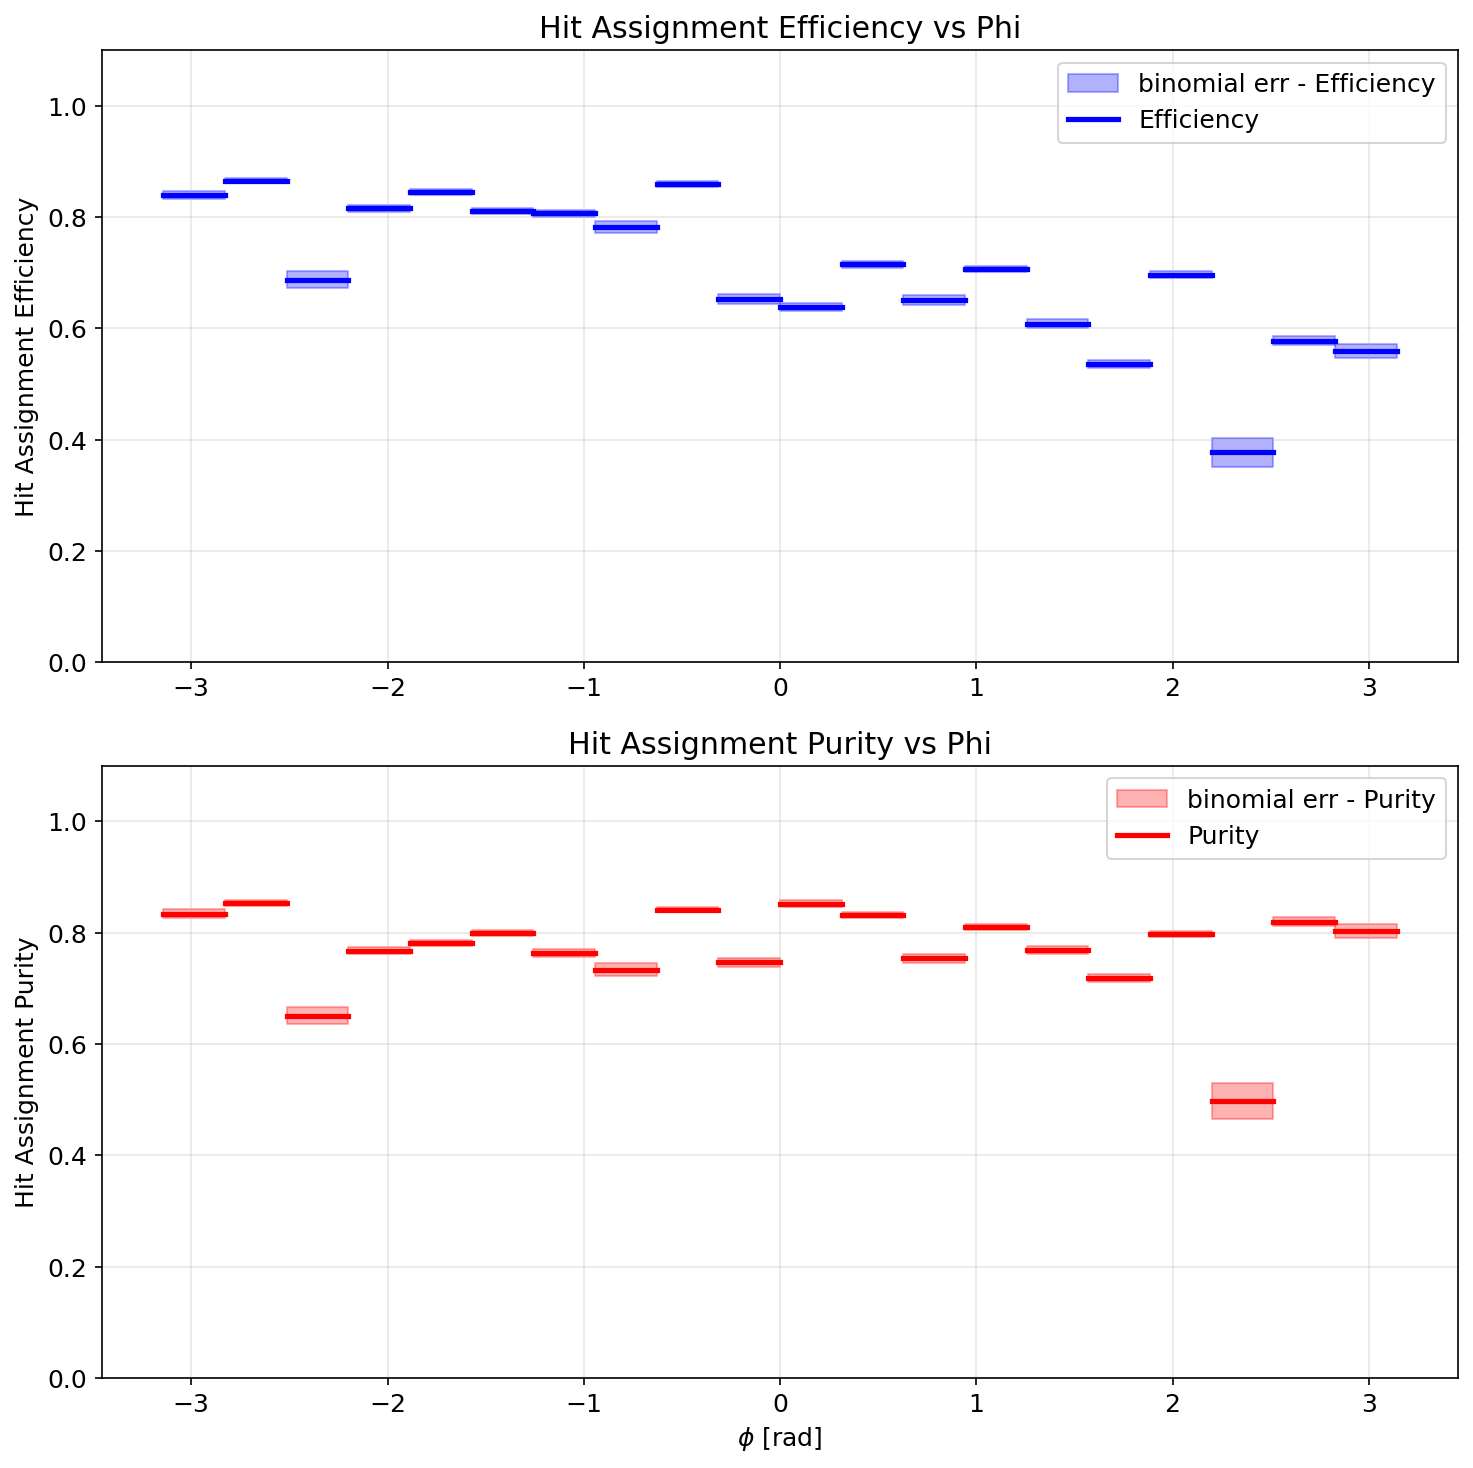 Hit Assignment Efficiency vs Phi
binomial err - Efficiency
Efficiency
Hit Assignment Efficiency
1.0
0.8
0.6
0.4
0.2
0.0
−3 −2 −1 0 1 2 3
Hit Assignment Purity vs Phi
binomial err - Purity
Purity
Hit Assignment Purity
1.0
0.8
0.6
0.4
0.2
0.0
−3 −2 −1 0 1 2 3
ϕ [rad]